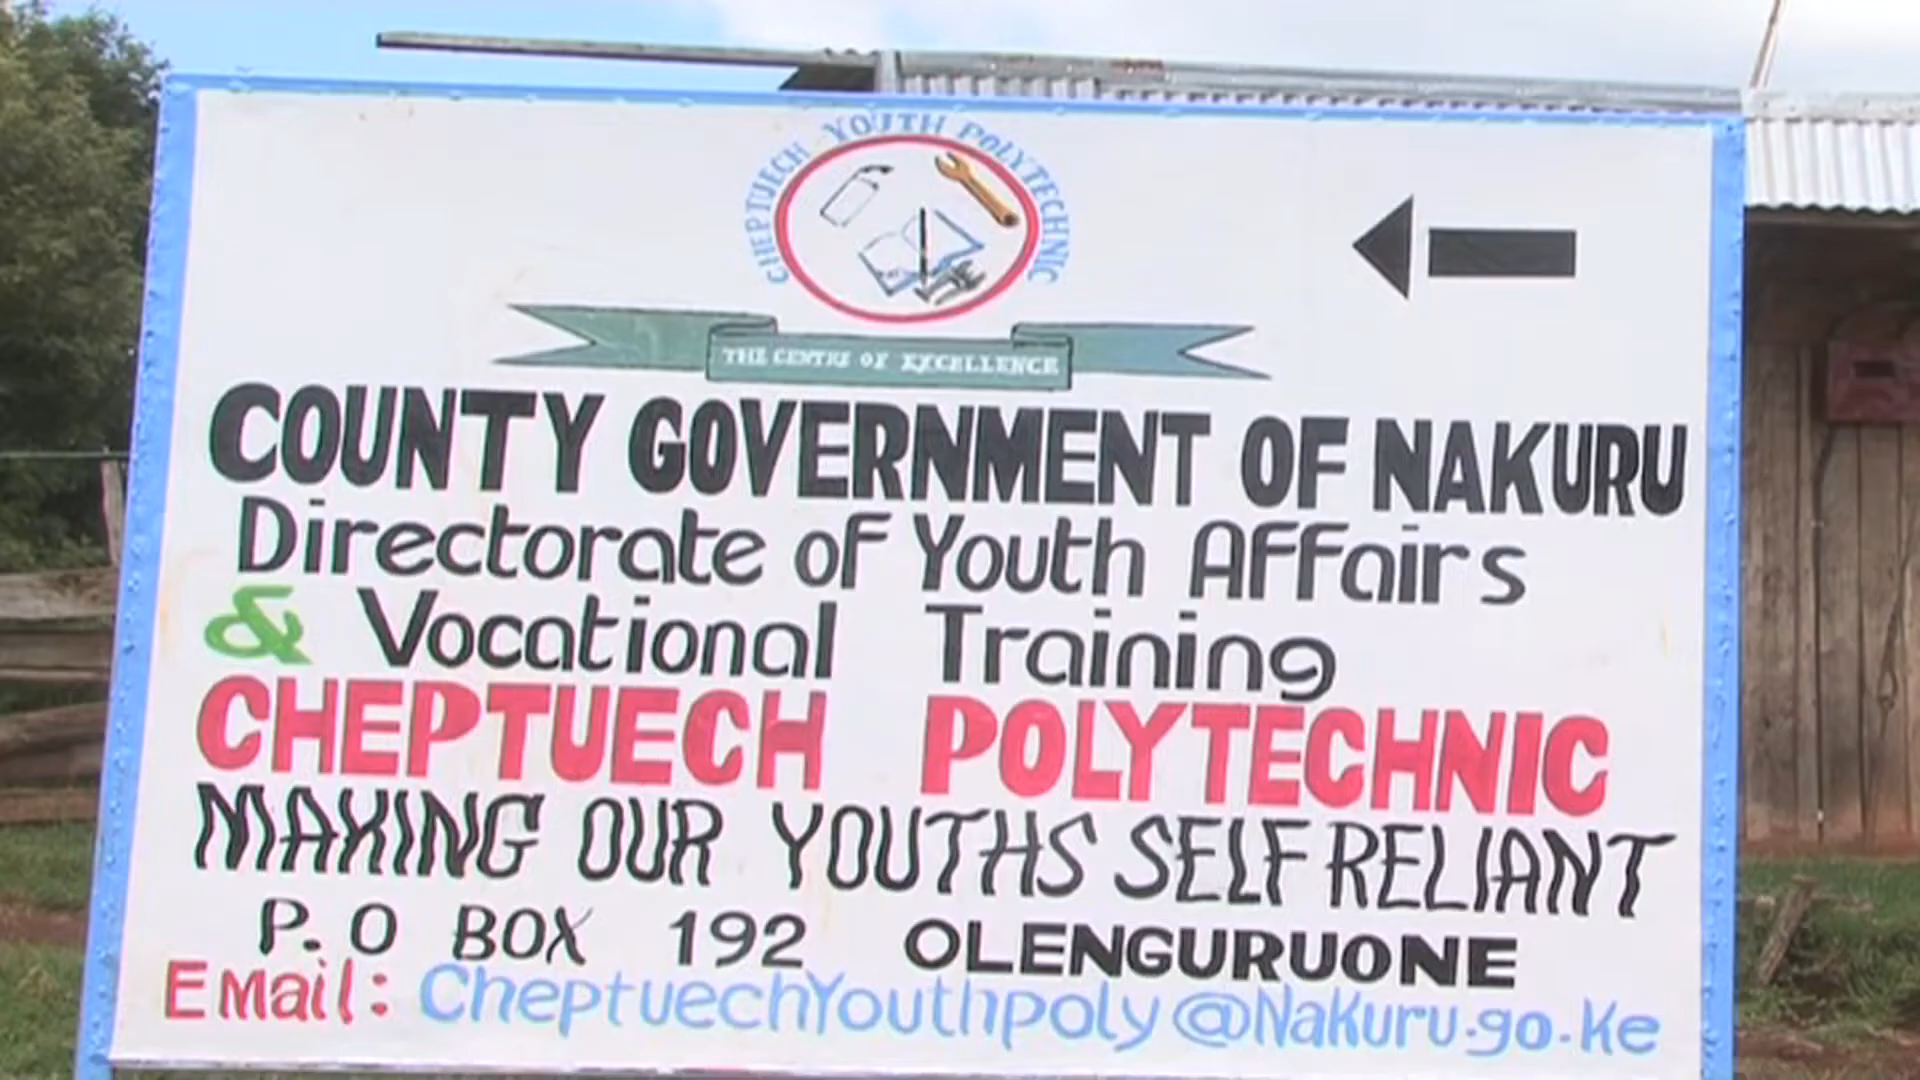 CHEPTUECH YOUTH POLYTECHNIC
THE CENTRE OF EXCELLENCE
COUNTY GOVERNMENT OF NAKURU
Directorate of Youth Affairs
& Vocational Training
CHEPTUECH POLYTECHNIC
MAKING OUR YOUTHS SELF RELIANT
P.O BOX 192 OLENGURUONE
Email: CheptuechYouthpoly@Nakuru.go.ke